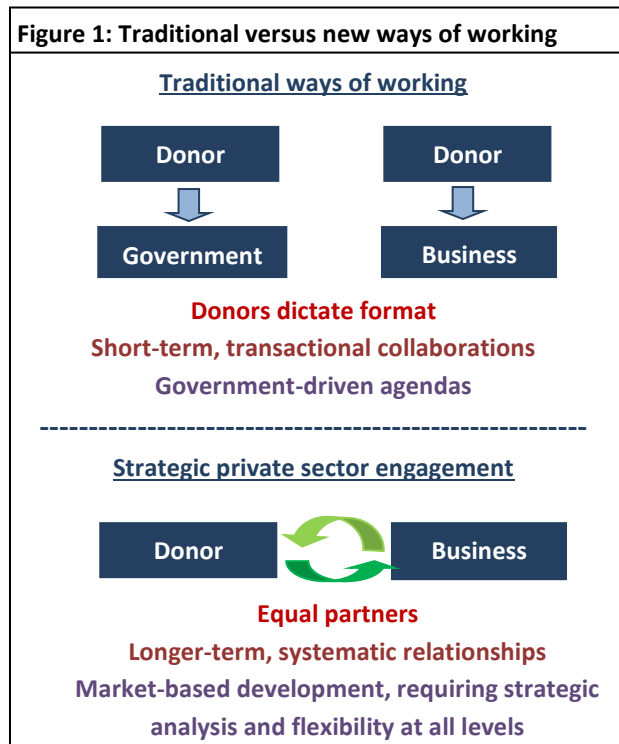 Figure 1: Traditional versus new ways of working
Traditional ways of working
Donor Donor
Government Business
Donors dictate format
Short-term, transactional collaborations
Government-driven agendas
Strategic private sector engagement
Donor Business
Equal partners
Longer-term, systematic relationships
Market-based development, requiring strategic
analysis and flexibility at all levels